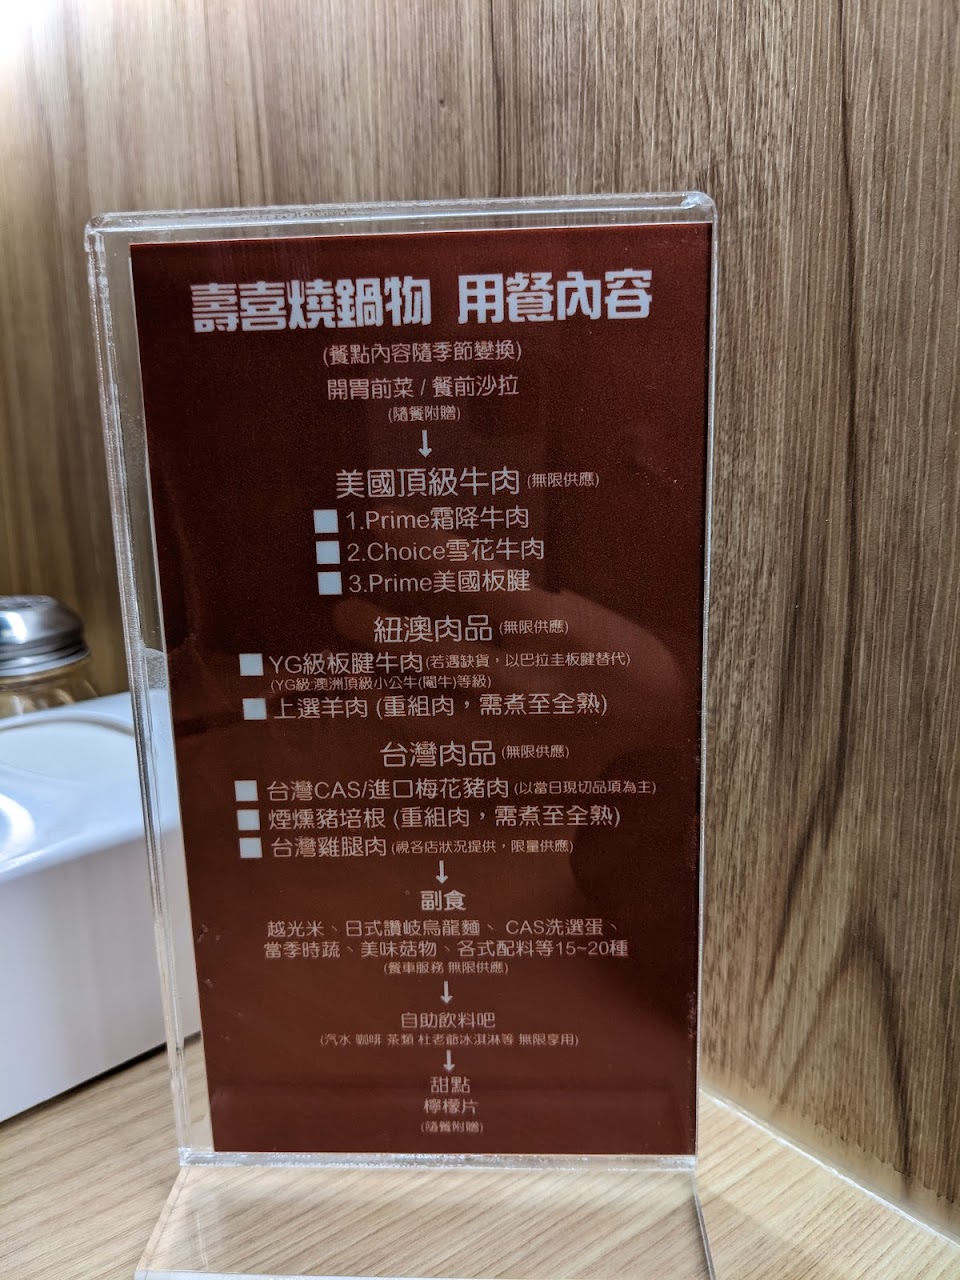 壽喜燒鍋物 用餐內容
(餐點內容隨季節變換)
開胃前菜 / 餐前沙拉
(隨餐附贈)
↓
美國頂級牛肉 (無限供應)
1.Prime霜降牛肉
2.Choice雪花牛肉
3.Prime美國板腱
紐澳肉品 (無限供應)
YG級板腱牛肉(若遇缺貨，以巴拉圭板腱替代)
(YG級:澳洲頂級小公牛(閹牛)等級)
上選羊肉 (重組肉，需煮至全熟)
台灣肉品 (無限供應)
台灣CAS/進口梅花豬肉 (以當日現切品項為主)
煙燻豬培根 (重組肉，需煮至全熟)
台灣雞腿肉 (視各店狀況提供，限量供應)
↓
副食
越光米、日式讚岐烏龍麵、 CAS洗選蛋、
當季時蔬、美味菇物、各式配料等15~20種
(餐車服務 無限供應)
↓
自助飲料吧
(汽水 咖啡 茶類 杜老爺冰淇淋等 無限享用)
↓
甜點
檸檬片
(隨餐附贈)